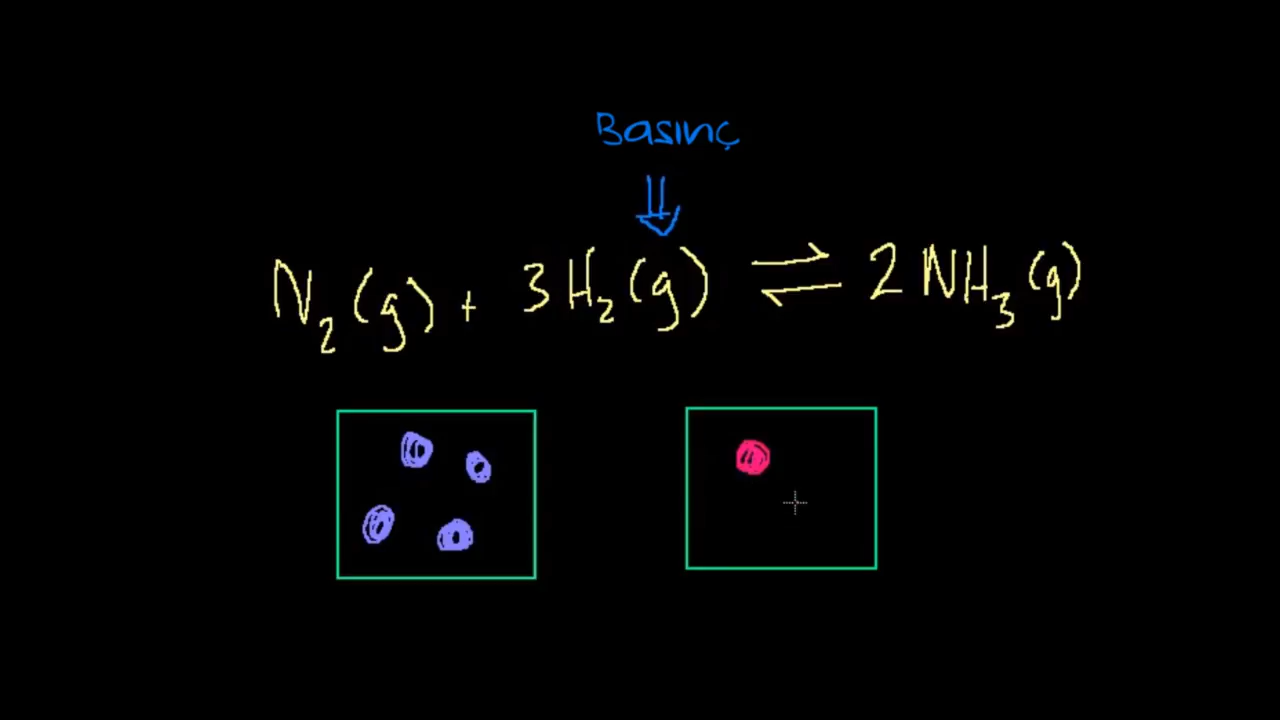 Basınç
N₂(g) + 3H₂(g) ⇌ 2NH₃(g)